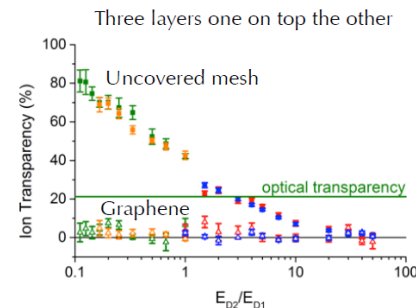 Three layers one on top the other
100
Uncovered mesh
80
60
40
optical transparency
20
Graphene
0
Ion Transparency (%)
0.1
1
10
100
E_D2/E_D1